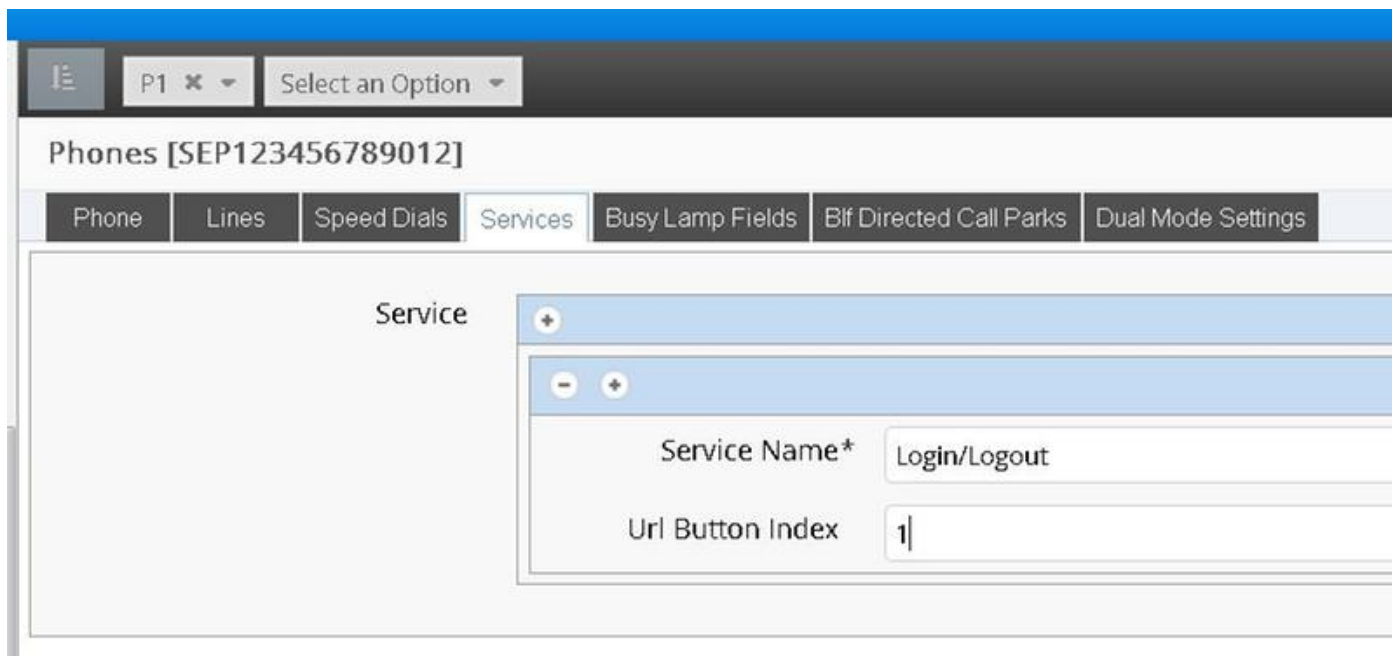 P1 Select an Option
Phones [SEP123456789012]
Phone Lines Speed Dials Services Busy Lamp Fields Blf Directed Call Parks Dual Mode Settings
Service
Service Name* Login/Logout
Url Button Index 1